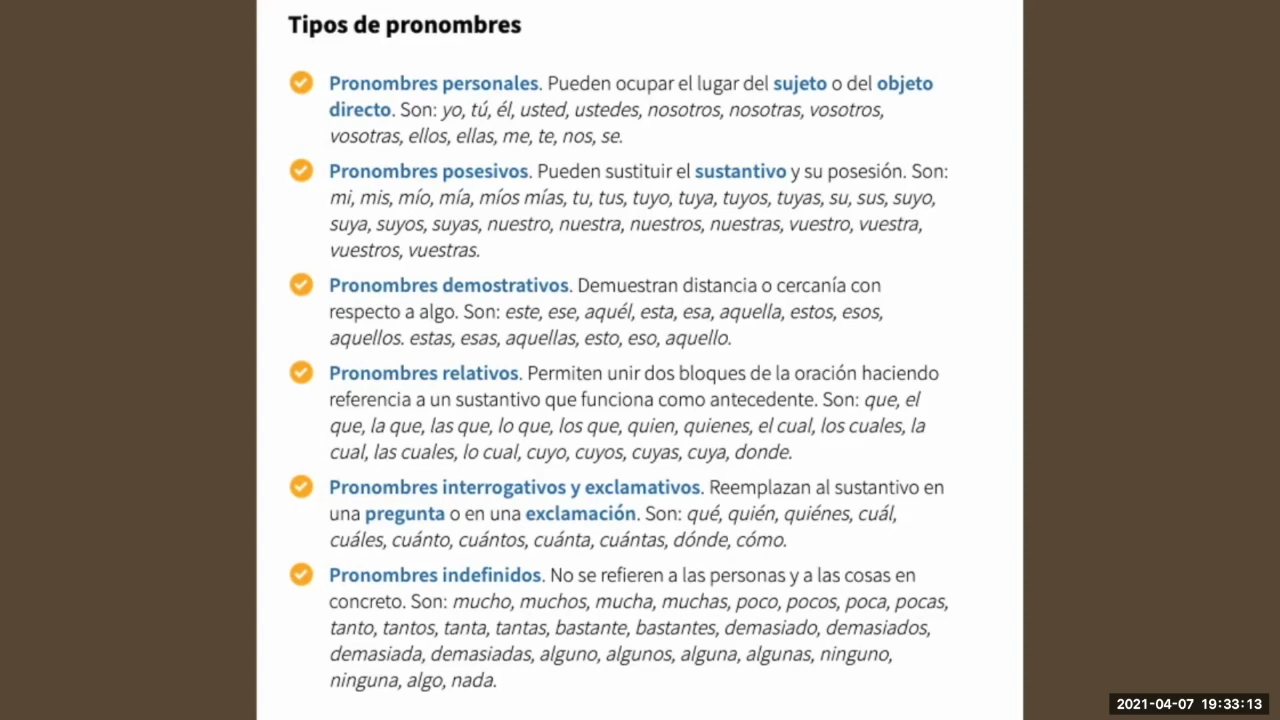 Tipos de pronombres
Pronombres personales. Pueden ocupar el lugar del sujeto o del objeto
directo. Son: yo, tú, él, usted, ustedes, nosotros, nosotras, vosotros,
vosotras, ellos, ellas, me, te, nos, se.
Pronombres posesivos. Pueden sustituir el sustantivo y su posesión. Son:
mi, mis, mío, mía, míos mías, tu, tus, tuyo, tuya, tuyos, tuyas, su, sus, suyo,
suya, suyos, suyas, nuestro, nuestra, nuestros, nuestras, vuestro, vuestra,
vuestros, vuestras.
Pronombres demostrativos. Demuestran distancia o cercanía con
respecto a algo. Son: este, ese, aquél, esta, esa, aquella, estos, esos,
aquellos. estas, esas, aquellas, esto, eso, aquello.
Pronombres relativos. Permiten unir dos bloques de la oración haciendo
referencia a un sustantivo que funciona como antecedente. Son: que, el
que, la que, las que, lo que, los que, quien, quienes, el cual, los cuales, la
cual, las cuales, lo cual, cuyo, cuyos, cuyas, cuya, donde.
Pronombres interrogativos y exclamativos. Reemplazan al sustantivo en
una pregunta o en una exclamación. Son: qué, quién, quiénes, cuál,
cuáles, cuánto, cuántos, cuánta, cuántas, dónde, cómo.
Pronombres indefinidos. No se refieren a las personas y a las cosas en
concreto. Son: mucho, muchos, mucha, muchas, poco, pocos, poca, pocas,
tanto, tantos, tanta, tantas, bastante, bastantes, demasiado, demasiados,
demasiada, demasiadas, alguno, algunos, alguna, algunas, ninguno,
ninguna, algo, nada.
2021-04-07 19:33:13